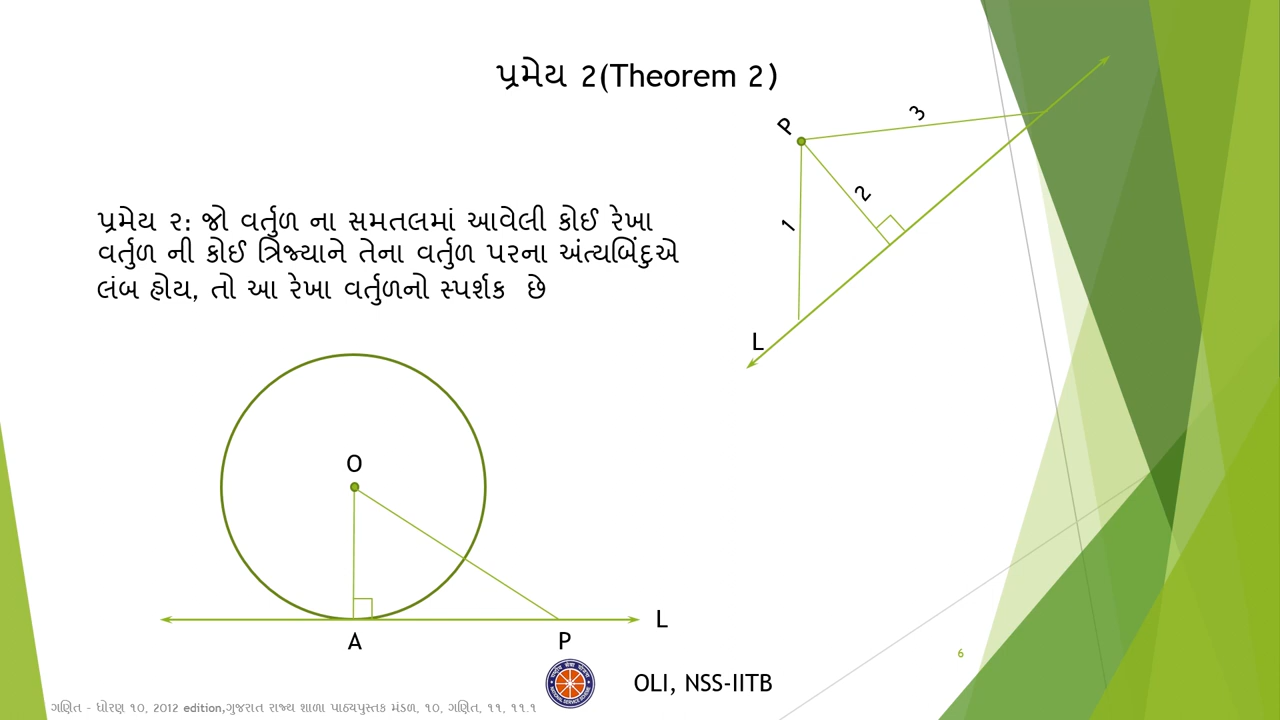 પ્રમેય 2(Theorem 2)
પ્રમેય ૨: જો વર્તુળ ના સમતલમાં આવેલી કોઈ રેખા
વર્તુળ ની કોઈ ત્રિજ્યાને તેના વર્તુળ પરના અંત્યબિંદુએ
લંબ હોય, તો આ રેખા વર્તુળનો સ્પર્શક છે
P
3
2
1
L
O
A
P
L
OLI, NSS-IITB
6
ગણિત - ધોરણ ૧૦, 2012 edition,ગુજરાત રાજ્ય શાળા પાઠ્યપુસ્તક મંડળ, ૧૦, ગણિત, ૧૧, ૧૧.૧